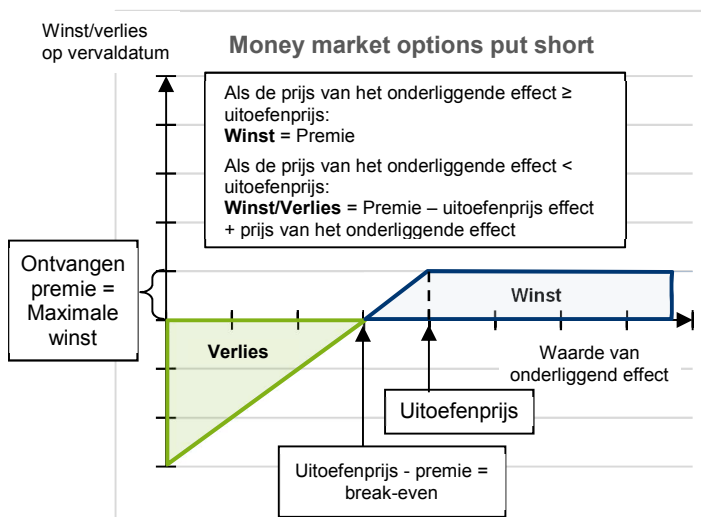 Winst/verlies
op vervaldatum
Money market options put short
Als de prijs van het onderliggende effect ≥
uitoefenprijs:
Winst = Premie
Als de prijs van het onderliggende effect <
uitoefenprijs:
Winst/Verlies = Premie – uitoefenprijs effect
+ prijs van het onderliggende effect
Ontvangen
premie =
Maximale
winst
Winst
Verlies
Waarde van
onderliggend effect
Uitoefenprijs
Uitoefenprijs - premie =
break-even